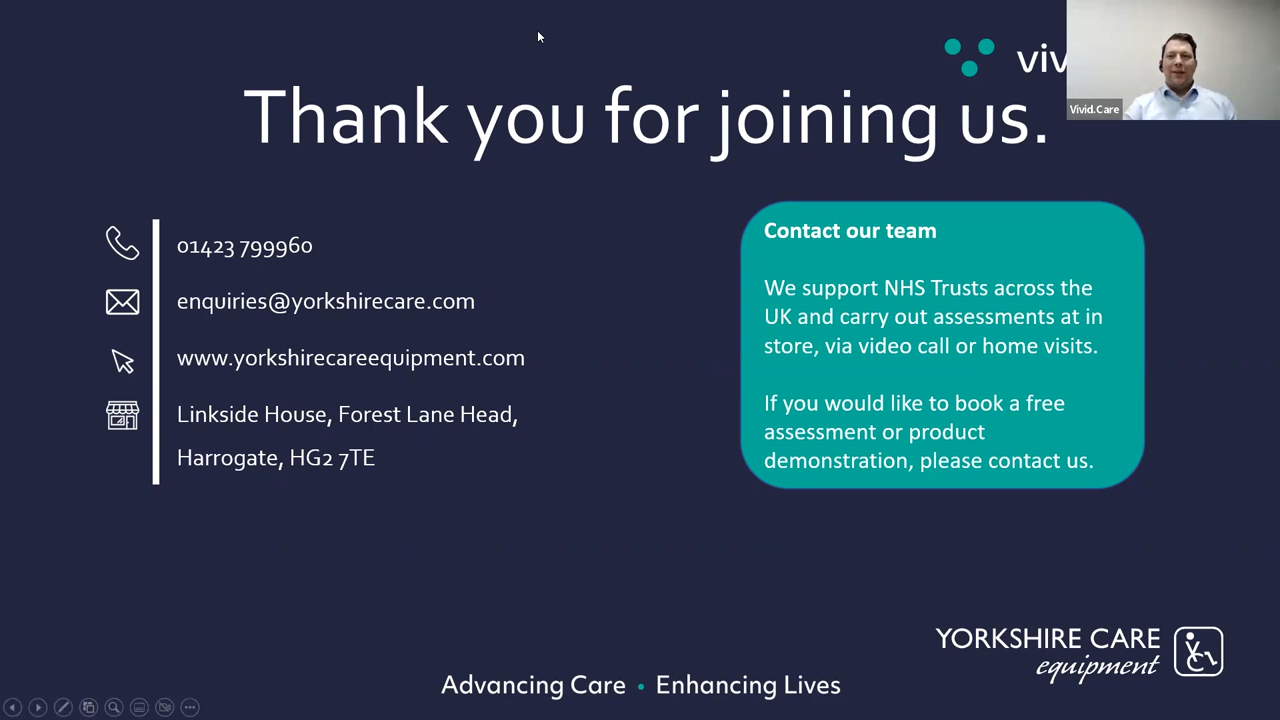 viv
Thank you for joining us.
Vivid.Care
01423 799960
enquiries@yorkshirecare.com
www.yorkshirecareequipment.com
Linkside House, Forest Lane Head,
Harrogate, HG2 7TE
Contact our team
We support NHS Trusts across the
UK and carry out assessments at in
store, via video call or home visits.
If you would like to book a free
assessment or product
demonstration, please contact us.
YORKSHIRE CARE
equipment
Advancing Care • Enhancing Lives